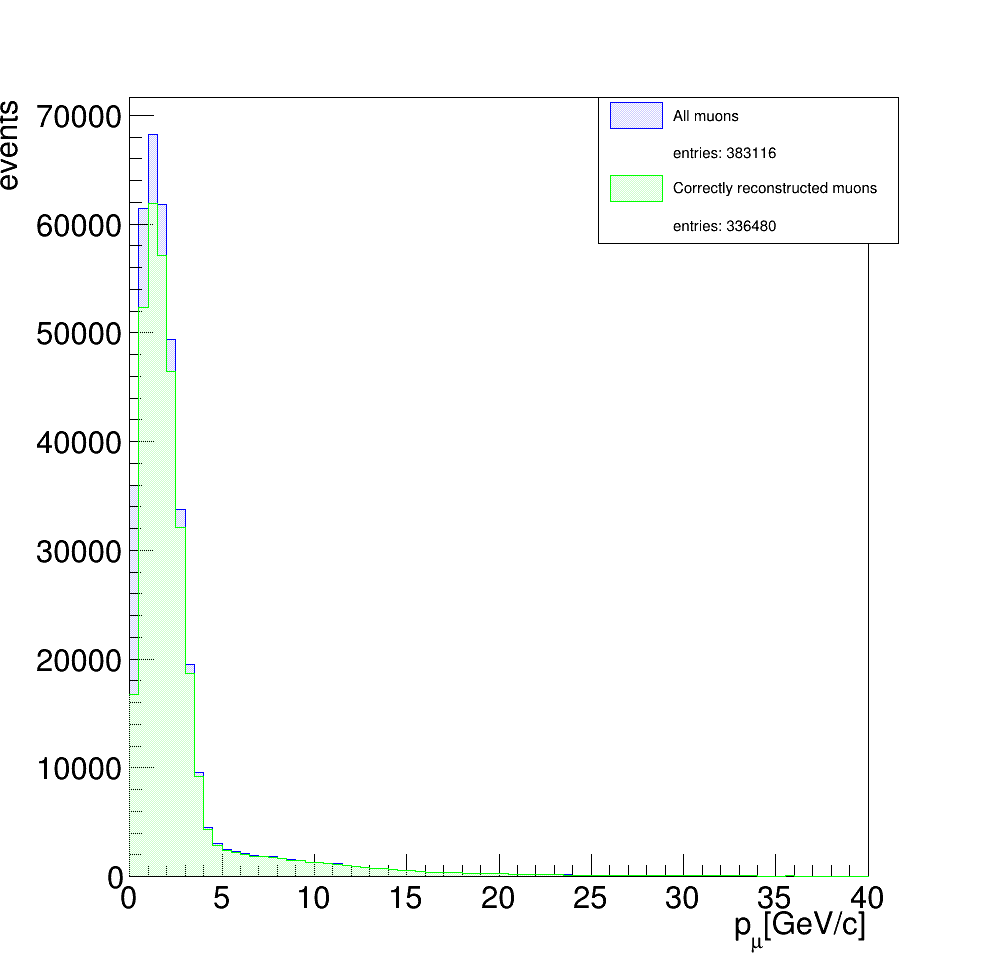 events
70000
60000
50000
40000
30000
20000
10000
0
All muons
entries: 383116
Correctly reconstructed muons
entries: 336480
0 5 10 15 20 25 30 35 40
pμ[GeV/c]